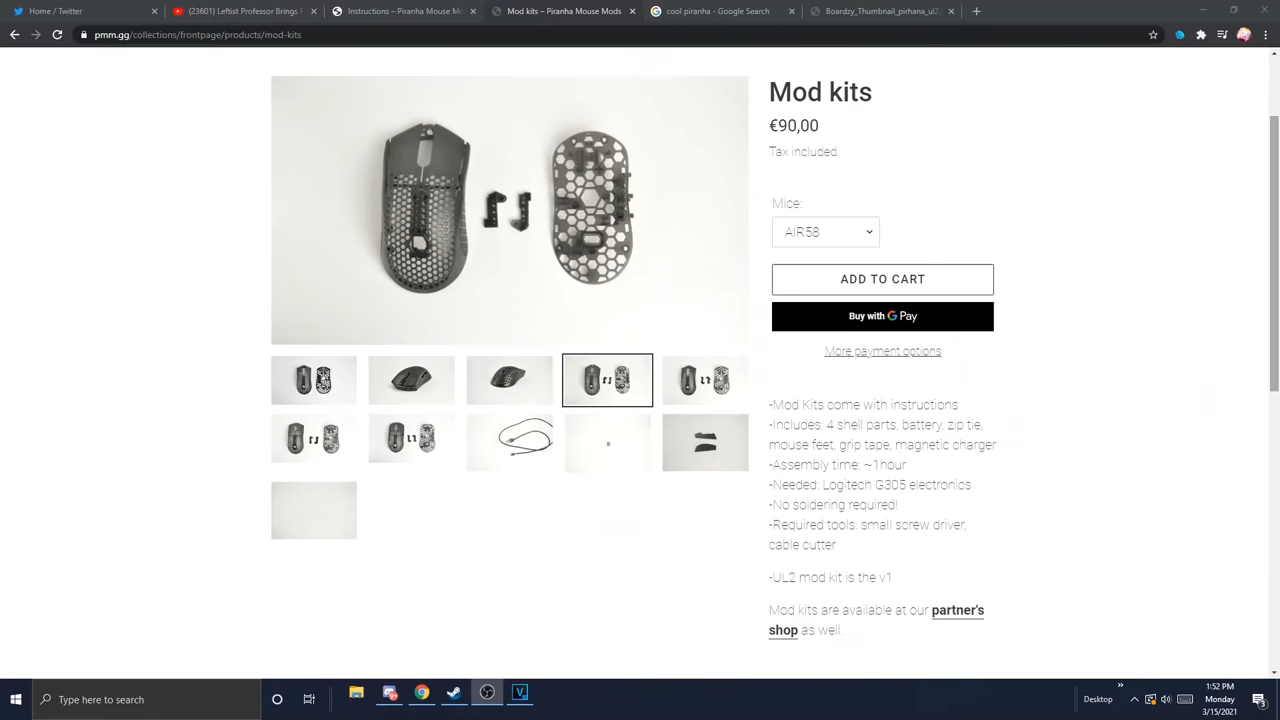 Home / Twitter
(23601) Leftist Professor Brings F
Instructions – Piranha Mouse Mo
Mod kits – Piranha Mouse Mods
cool piranha - Google Search
Boardzy_Thumbnail_pirhana_ul2.
pmm.gg/collections/frontpage/products/mod-kits
Mod kits
€90,00
Tax included.
Mice:
AIR58
ADD TO CART
Buy with G Pay
More payment options
-Mod Kits come with instructions
-Includes: 4 shell parts, battery, zip tie,
mouse feet, grip tape, magnetic charger
-Assembly time: ~1hour
-Needed: Logitech G305 electronics
-No soldering required!
-Required tools: small screw driver,
cable cutter
-UL2 mod kit is the v1
Mod kits are available at our partner's
shop as well.
Type here to search
Desktop
1:52 PM
Monday
3/15/2021
3